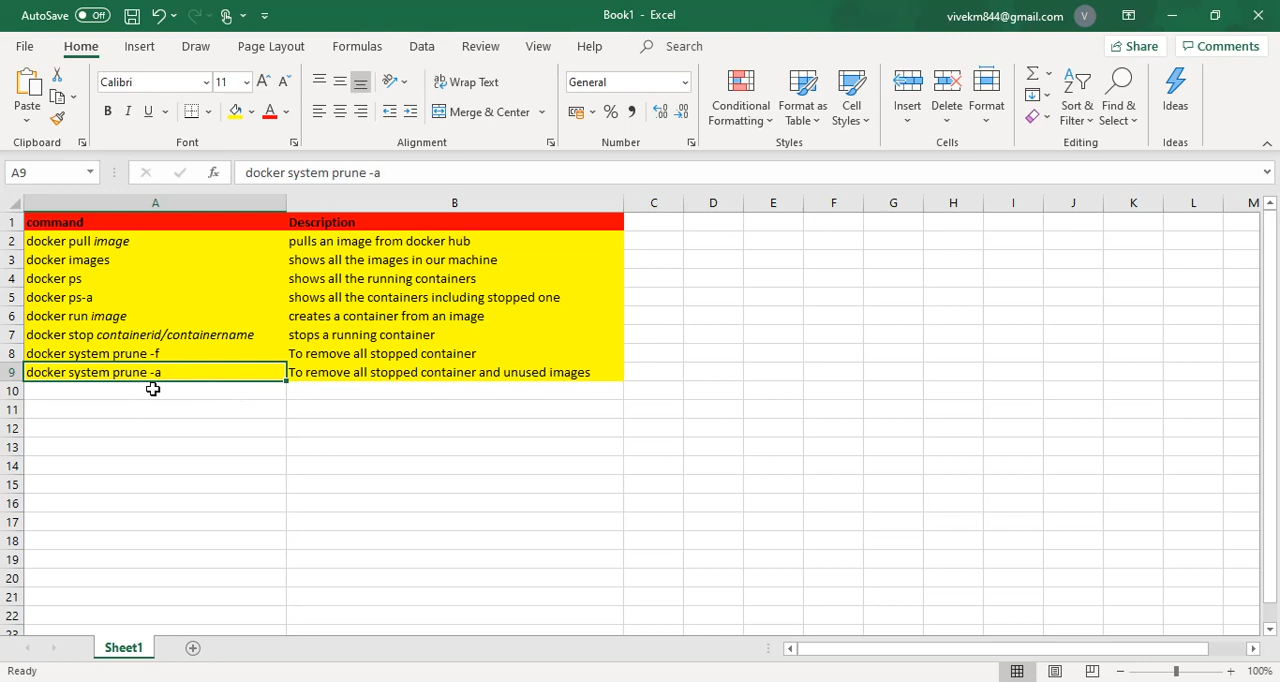 AutoSave Off Book1 - Excel vivekm844@gmail.com V
File Home Insert Draw Page Layout Formulas Data Review View Help Search Share Comments
Paste Calibri 11 A A Wrap Text General Conditional Formatting Format as Table Cell Styles Insert Delete Format Sort & Filter Find & Select Ideas
B I U A Merge & Center % ,
Clipboard Font Alignment Number Styles Cells Editing Ideas
A9 fx docker system prune -a
A B C D E F G H I J K L M
1 command Description
2 docker pull image pulls an image from docker hub
3 docker images shows all the images in our machine
4 docker ps shows all the running containers
5 docker ps-a shows all the containers including stopped one
6 docker run image creates a container from an image
7 docker stop containerid/containername stops a running container
8 docker system prune -f To remove all stopped container
9 docker system prune -a To remove all stopped container and unused images
10
11
12
13
14
15
16
17
18
19
20
21
22
23
Sheet1
Ready 100%